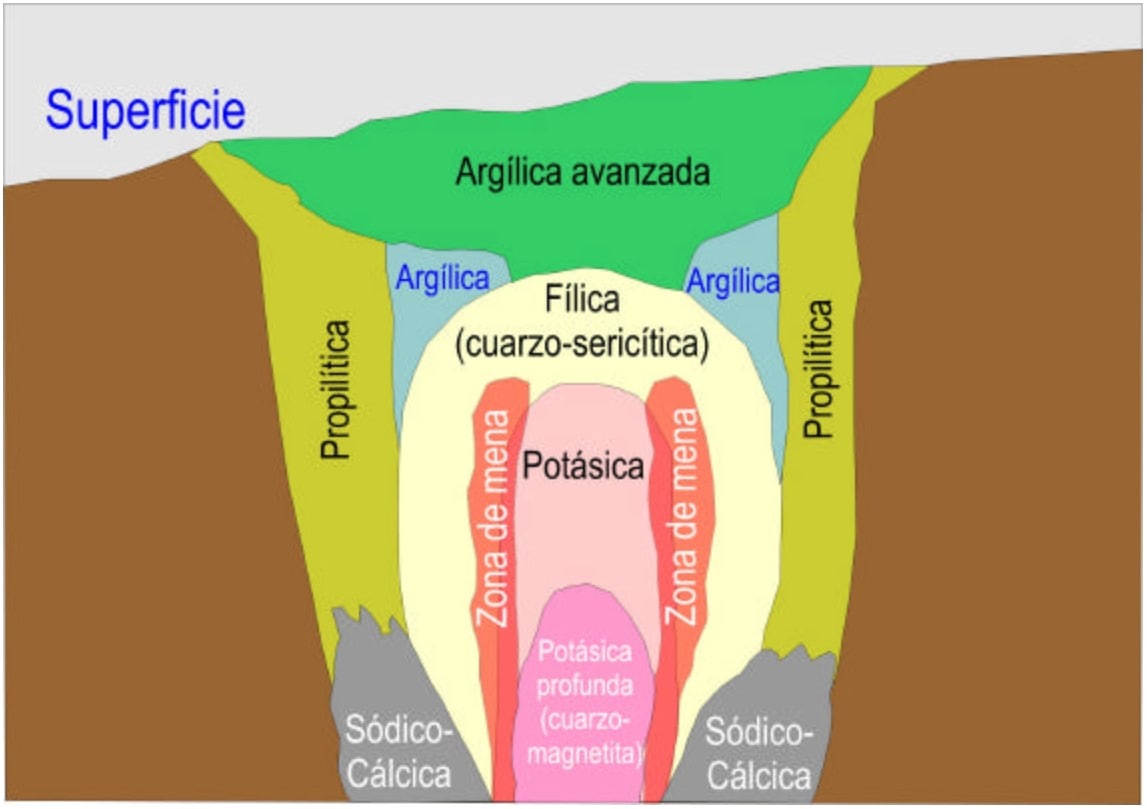 Superficie
Argílica avanzada
Argílica
Argílica
Fílica
(cuarzo-sericítica)
Propilítica
Propilítica
Zona de mena
Potásica
Zona de mena
Potásica
profunda
(cuarzo-
magnetita)
Sódico-
Cálcica
Sódico-
Cálcica